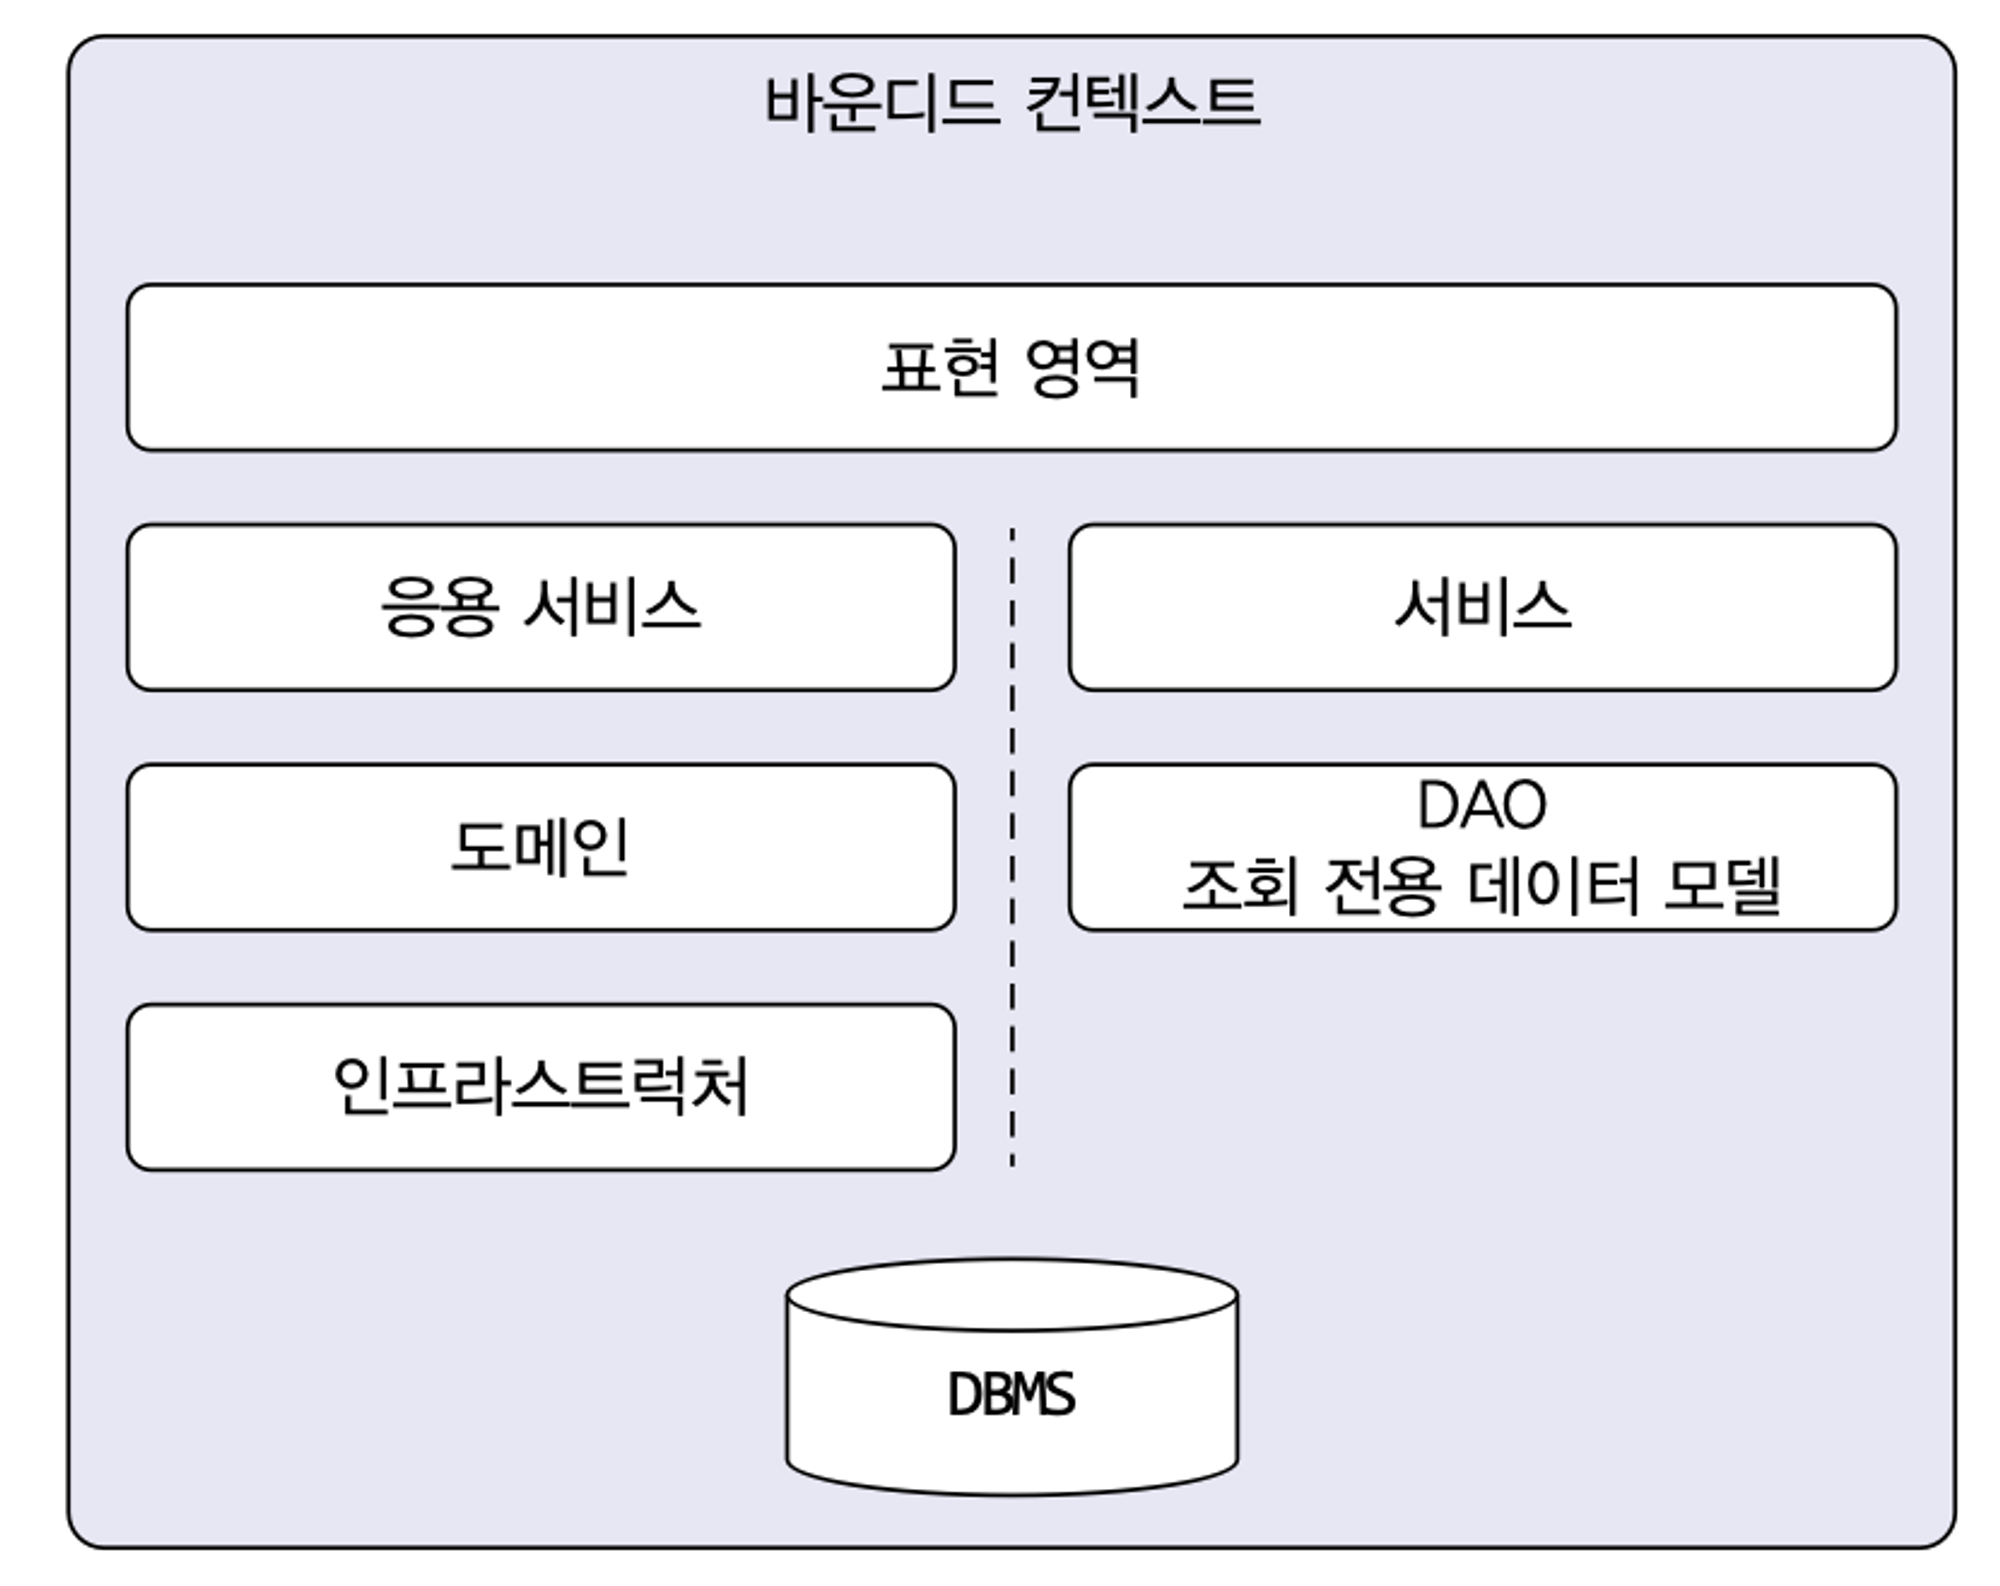 바운디드 컨텍스트
표현 영역
응용 서비스
서비스
도메인
DAO
조회 전용 데이터 모델
인프라스트럭처
DBMS